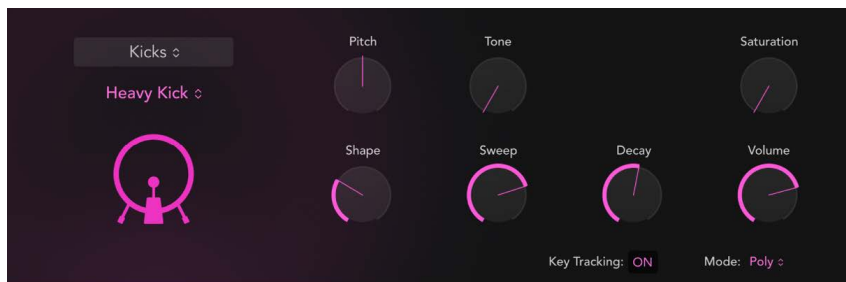 Kicks
Heavy Kick
Pitch
Tone
Saturation
Shape
Sweep
Decay
Volume
Key Tracking: ON
Mode: Poly